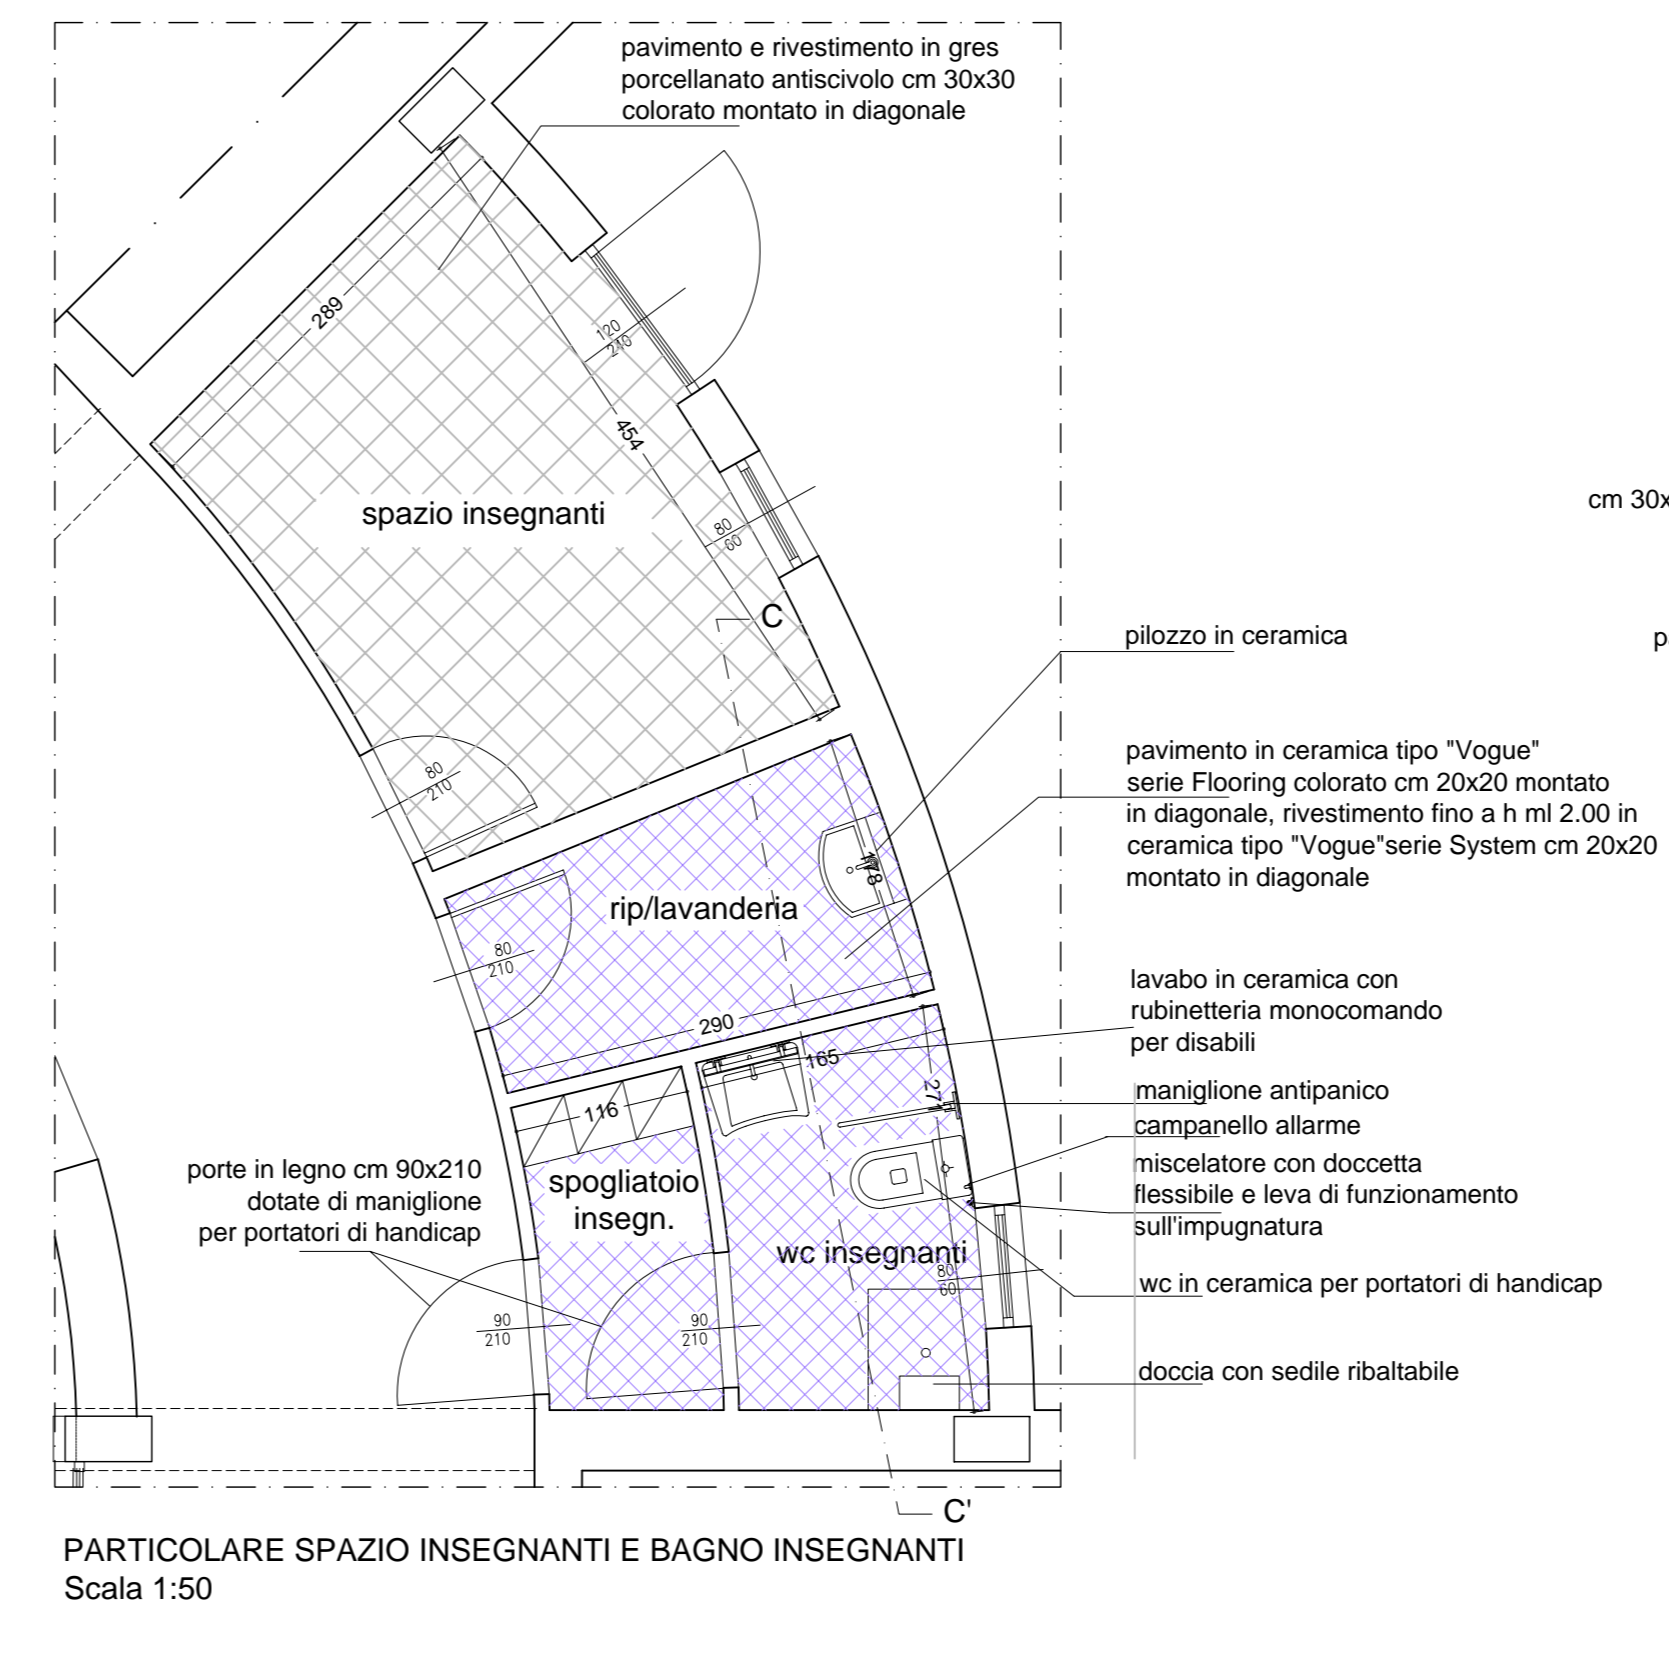 pavimento e rivestimento in gres
porcellanato antiscivolo cm 30x30
colorato montato in diagonale
289
120
240
454
spazio insegnanti
80
60
cm 30x
C
pilozzo in ceramica
80
210
pavimento in ceramica tipo "Vogue"
serie Flooring colorato cm 20x20 montato
in diagonale, rivestimento fino a h ml 2.00 in
ceramica tipo "Vogue"serie System cm 20x20
montato in diagonale
178
rip/lavanderia
80
210
290
lavabo in ceramica con
rubinetteria monocomando
per disabili
165
116
maniglione antipanico
campanello allarme
miscelatore con doccetta
flessibile e leva di funzionamento
sull'impugnatura
porte in legno cm 90x210
dotate di maniglione
per portatori di handicap
spogliatoio
insegn.
wc insegnanti
80
60
wc in ceramica per portatori di handicap
90
210
90
210
doccia con sedile ribaltabile
C'
PARTICOLARE SPAZIO INSEGNANTI E BAGNO INSEGNANTI
Scala 1:50